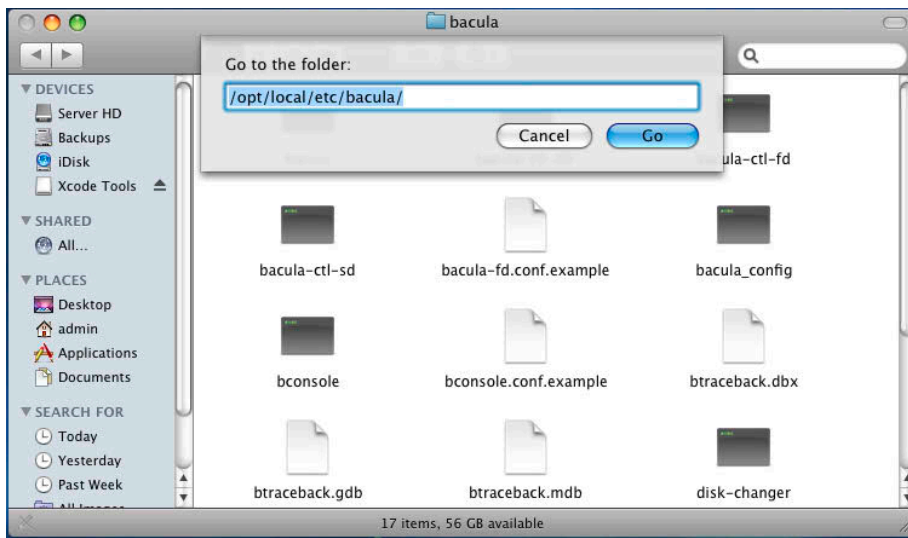 bacula
Go to the folder:
/opt/local/etc/bacula/
Cancel
Go
DEVICES
Server HD
Backups
iDisk
Xcode Tools
SHARED
All...
PLACES
Desktop
admin
Applications
Documents
SEARCH FOR
Today
Yesterday
Past Week
All Images
ula-ctl-fd
bacula-ctl-sd
bacula-fd.conf.example
bacula_config
bconsole
bconsole.conf.example
btraceback.dbx
btraceback.gdb
btraceback.mdb
disk-changer
17 items, 56 GB available